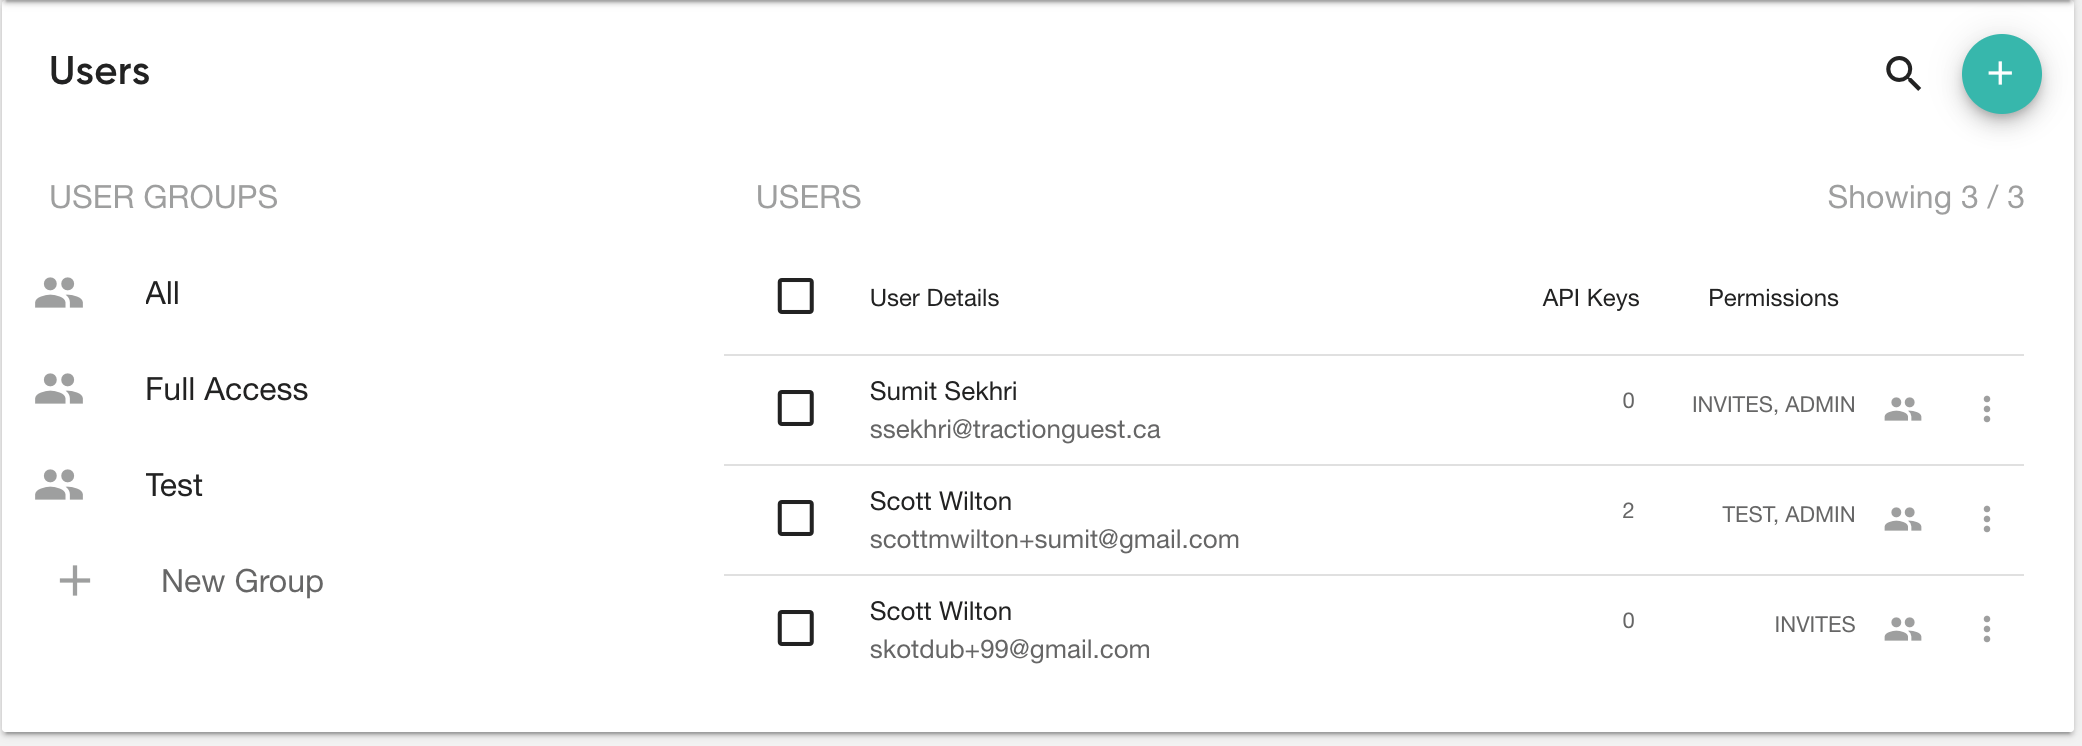 Users
USER GROUPS
All
Full Access
Test
New Group
USERS
Showing 3 / 3
User Details API Keys Permissions
Sumit Sekhri
ssekhri@tractionguest.ca
0 INVITES, ADMIN
Scott Wilton
scottmwilton+sumit@gmail.com
2 TEST, ADMIN
Scott Wilton
skotdub+99@gmail.com
0 INVITES